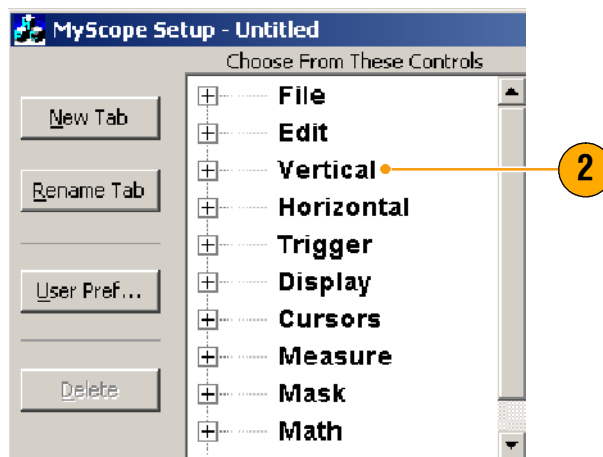 MyScope Setup - Untitled
Choose From These Controls
New Tab
Rename Tab
User Pref...
Delete
File
Edit
Vertical
2
Horizontal
Trigger
Display
Cursors
Measure
Mask
Math